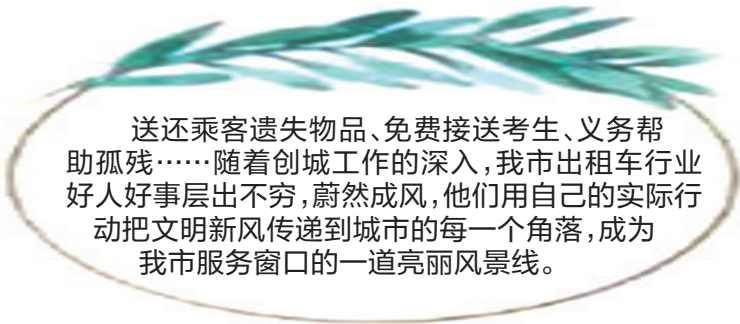 送还乘客遗失物品、免费接送考生、义务帮
助孤残……随着创城工作的深入,我市出租车行业
好人好事层出不穷,蔚然成风,他们用自己的实际行
动把文明新风传递到城市的每一个角落,成为
我市服务窗口的一道亮丽风景线。